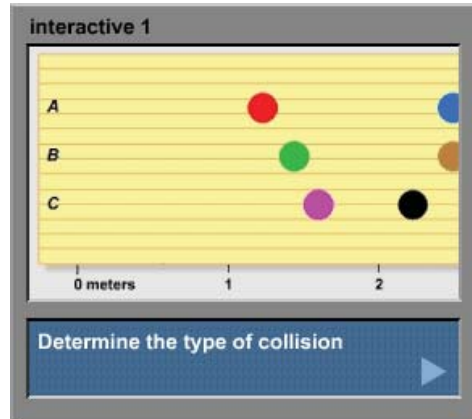 interactive 1
A
B
C
0 meters 1 2
Determine the type of collision